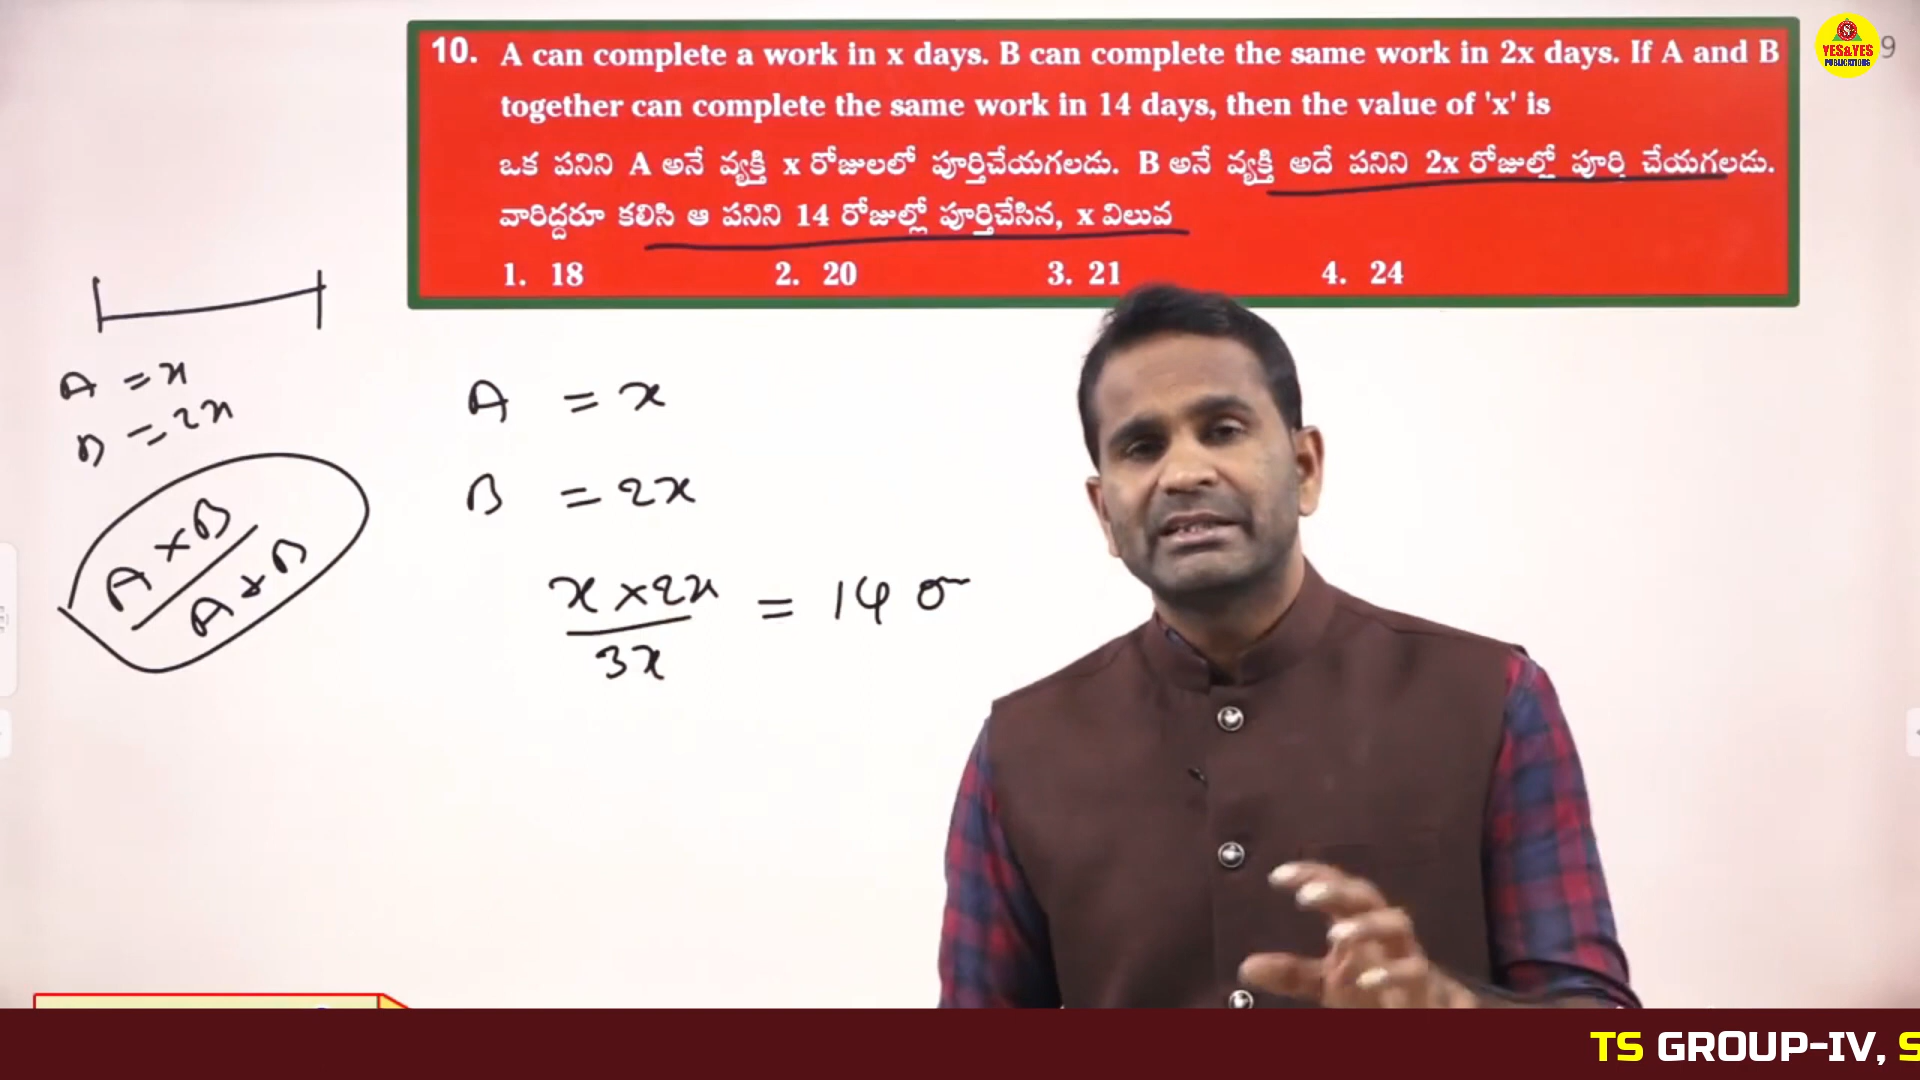 10. A can complete a work in x days. B can complete the same work in 2x days. If A and B
together can complete the same work in 14 days, then the value of 'x' is
ఒక పనిని A అనే వ్యక్తి x రోజులలో పూర్తిచేయగలడు. B అనే వ్యక్తి అదే పనిని 2x రోజుల్లో పూర్తి చేయగలడు.
వారిద్దరూ కలిసి ఆ పనిని 14 రోజుల్లో పూర్తిచేసిన, x విలువ
1. 18 2. 20 3. 21 4. 24
YES&YES
PUBLICATIONS
9
A = x
B = 2x
A × B
A + B
A = x
B = 2x
x × 2x
3x
= 14
TS GROUP-IV, S